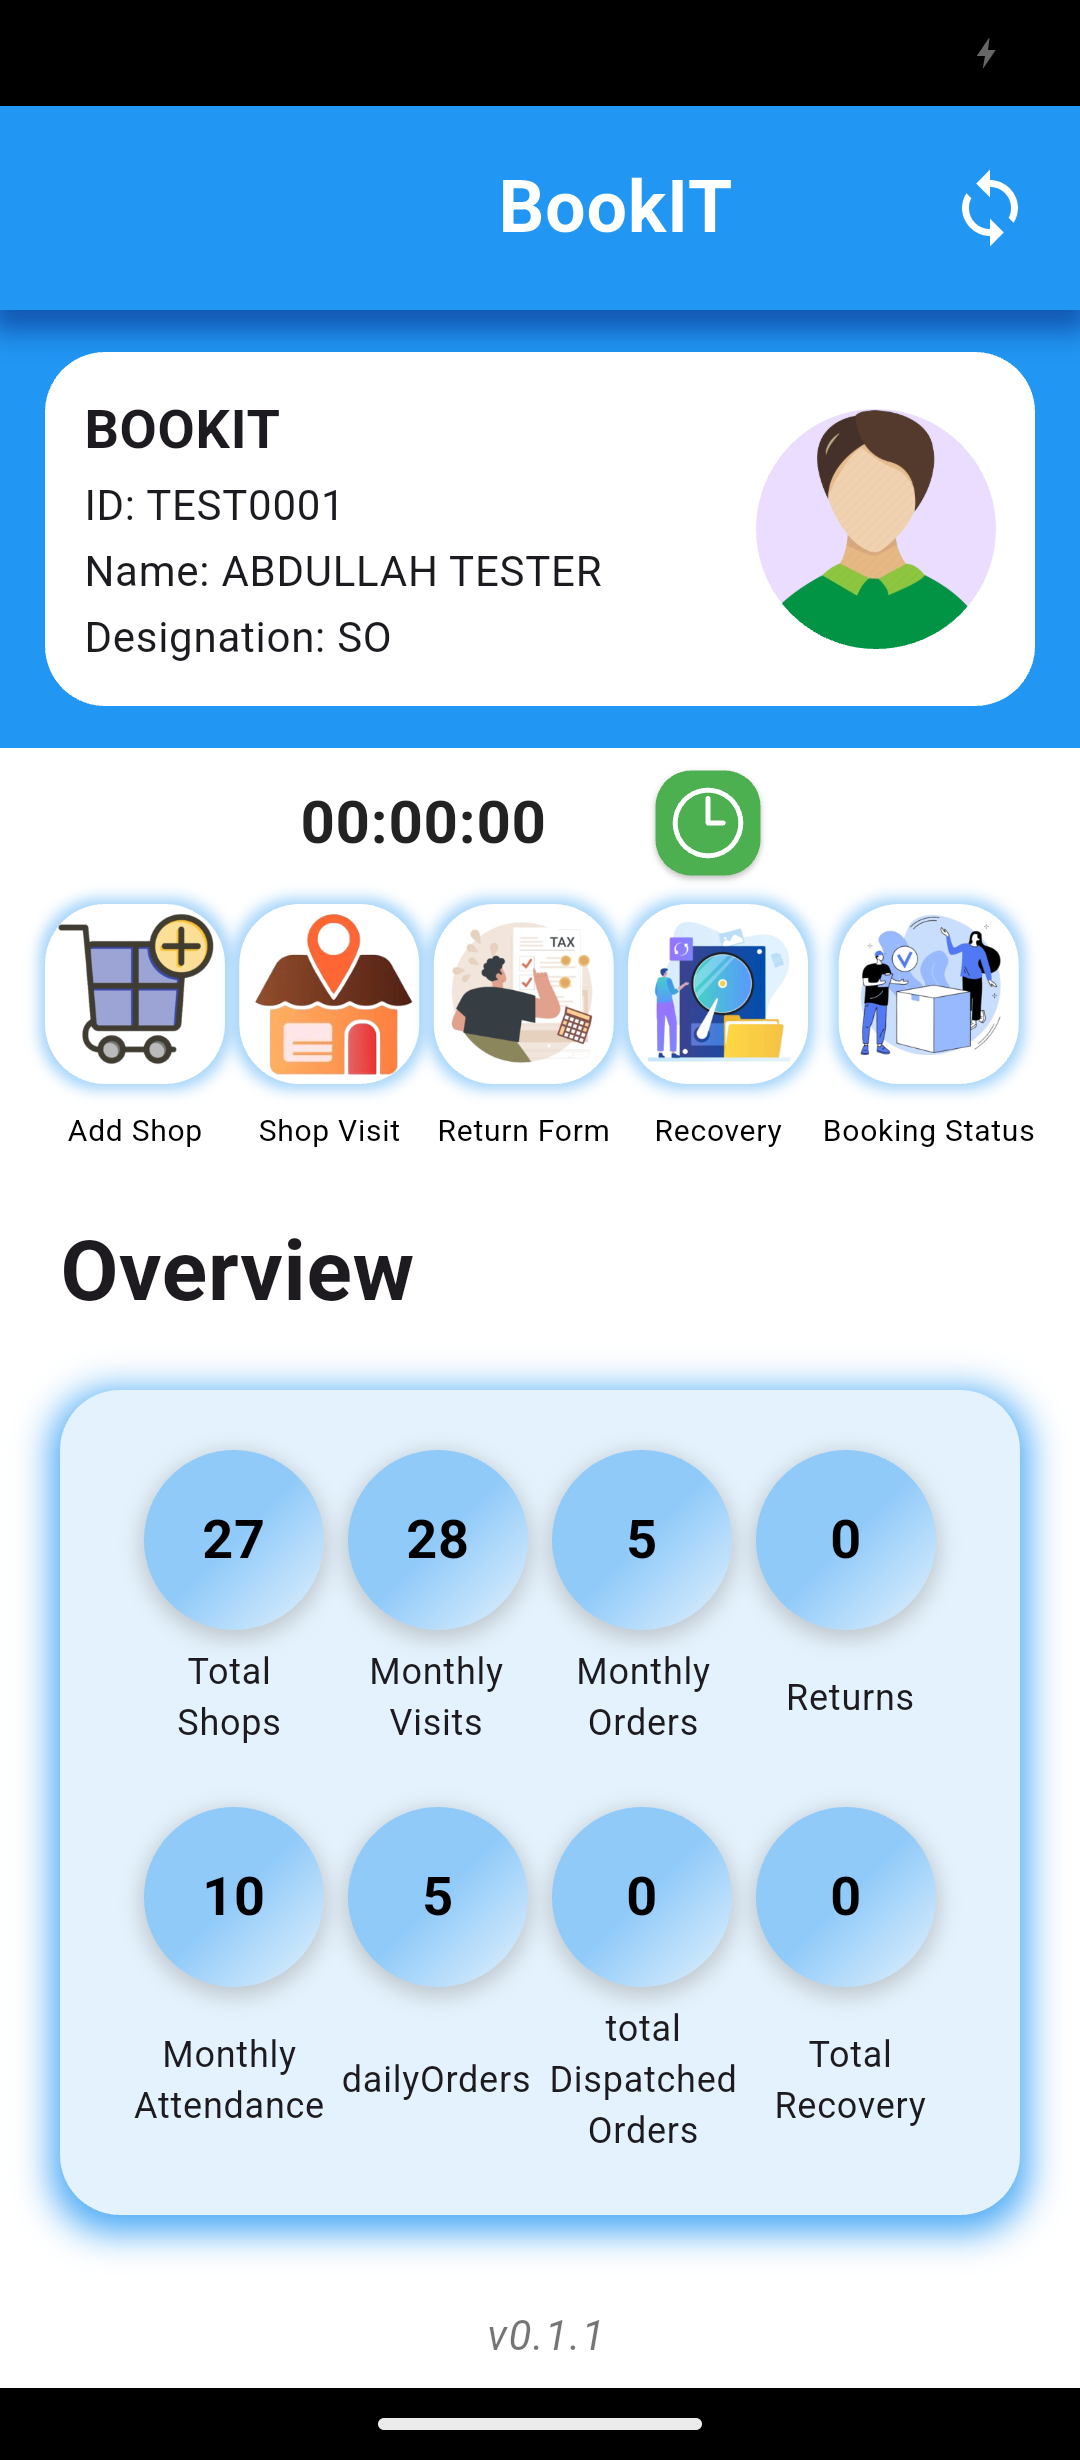 BookIT
BOOKIT
ID: TEST0001
Name: ABDULLAH TESTER
Designation: SO
00:00:00
TAX
Add Shop
Shop Visit
Return Form
Recovery
Booking Status
Overview
27
28
5
0
Total
Shops
Monthly
Visits
Monthly
Orders
Returns
10
5
0
0
Monthly
Attendance
dailyOrders
total
Dispatched
Orders
Total
Recovery
v0.1.1